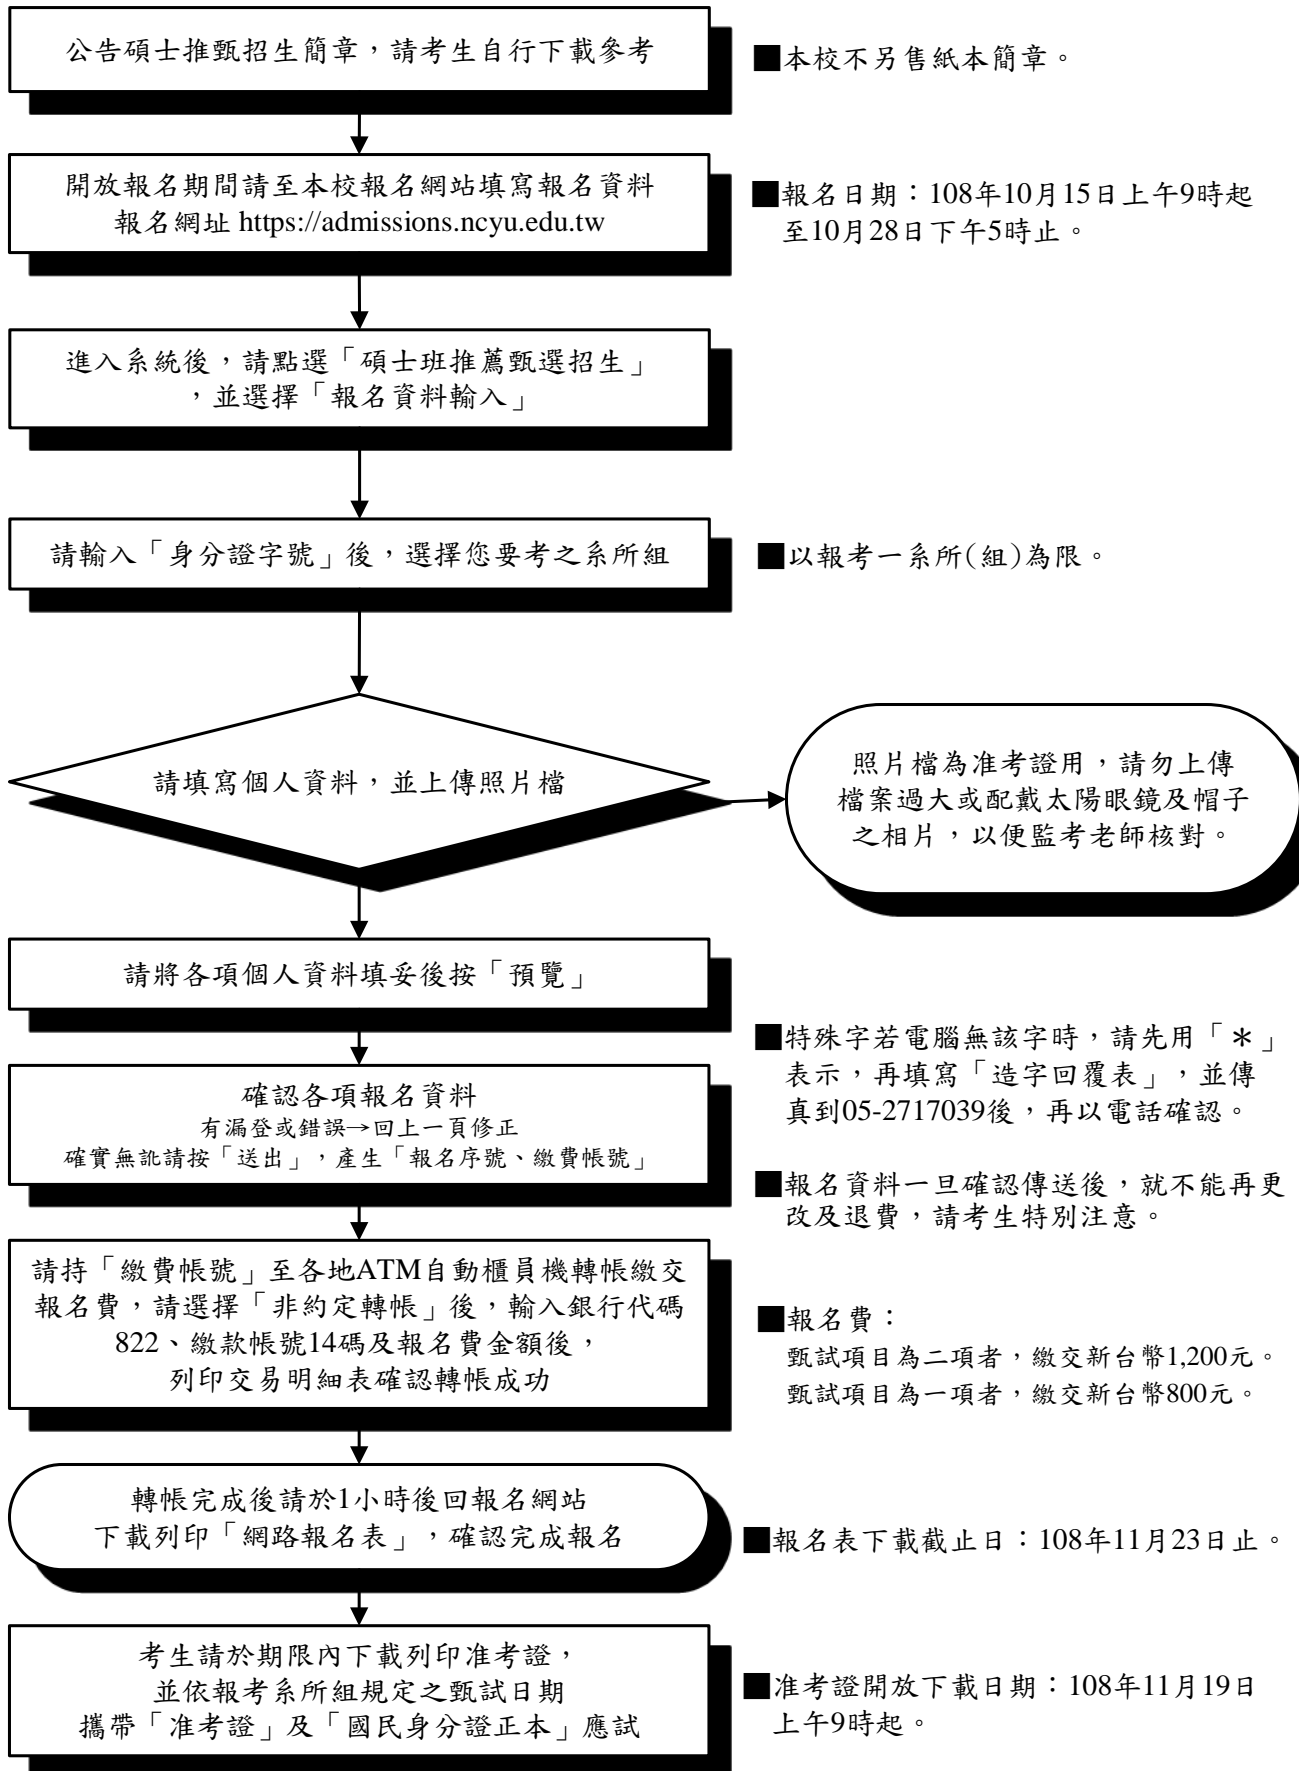 公告碩士推甄招生簡章，請考生自行下載參考
■本校不另售紙本簡章。
開放報名期間請至本校報名網站填寫報名資料
報名網址 https://admissions.ncyu.edu.tw
■報名日期：108年10月15日上午9時起
至10月28日下午5時止。
進入系統後，請點選「碩士班推薦甄選招生」
，並選擇「報名資料輸入」
請輸入「身分證字號」後，選擇您要考之系所組
■以報考一系所(組)為限。
請填寫個人資料，並上傳照片檔
照片檔為准考證用，請勿上傳
檔案過大或配戴太陽眼鏡及帽子
之相片，以便監考老師核對。
請將各項個人資料填妥後按「預覽」
確認各項報名資料
有漏登或錯誤→回上一頁修正
確實無訛請按「送出」，產生「報名序號、繳費帳號」
■特殊字若電腦無該字時，請先用「＊」
表示，再填寫「造字回覆表」，並傳
真到05-2717039後，再以電話確認。
■報名資料一旦確認傳送後，就不能再更
改及退費，請考生特別注意。
請持「繳費帳號」至各地ATM自動櫃員機轉帳繳交
報名費，請選擇「非約定轉帳」後，輸入銀行代碼
822、繳款帳號14碼及報名費金額後，
列印交易明細表確認轉帳成功
■報名費：
甄試項目為二項者，繳交新台幣1,200元。
甄試項目為一項者，繳交新台幣800元。
轉帳完成後請於1小時後回報名網站
下載列印「網路報名表」，確認完成報名
■報名表下載截止日：108年11月23日止。
考生請於期限內下載列印准考證，
並依報考系所組規定之甄試日期
攜帶「准考證」及「國民身分證正本」應試
■准考證開放下載日期：108年11月19日
上午9時起。